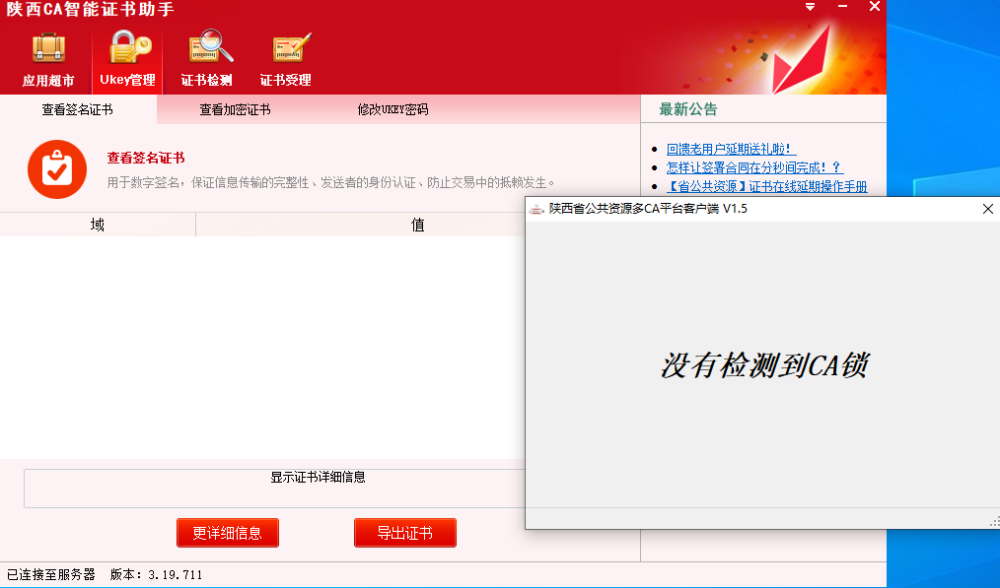 陕西CA智能证书助手
应用超市
Ukey管理
证书检测
证书受理
查看签名证书
查看加密证书
修改UKEY密码
最新公告
查看签名证书
用于数字签名，保证信息传输的完整性、发送者的身份认证、防止交易中的抵赖发生。
回馈老用户延期送礼啦！
怎样让签署合同在分秒间完成！？
【省公共资源】证书在线延期操作手册
域
值
陕西省公共资源多CA平台客户端 V1.5
没有检测到CA锁
显示证书详细信息
更详细信息
导出证书
已连接至服务器 版本：3.19.711